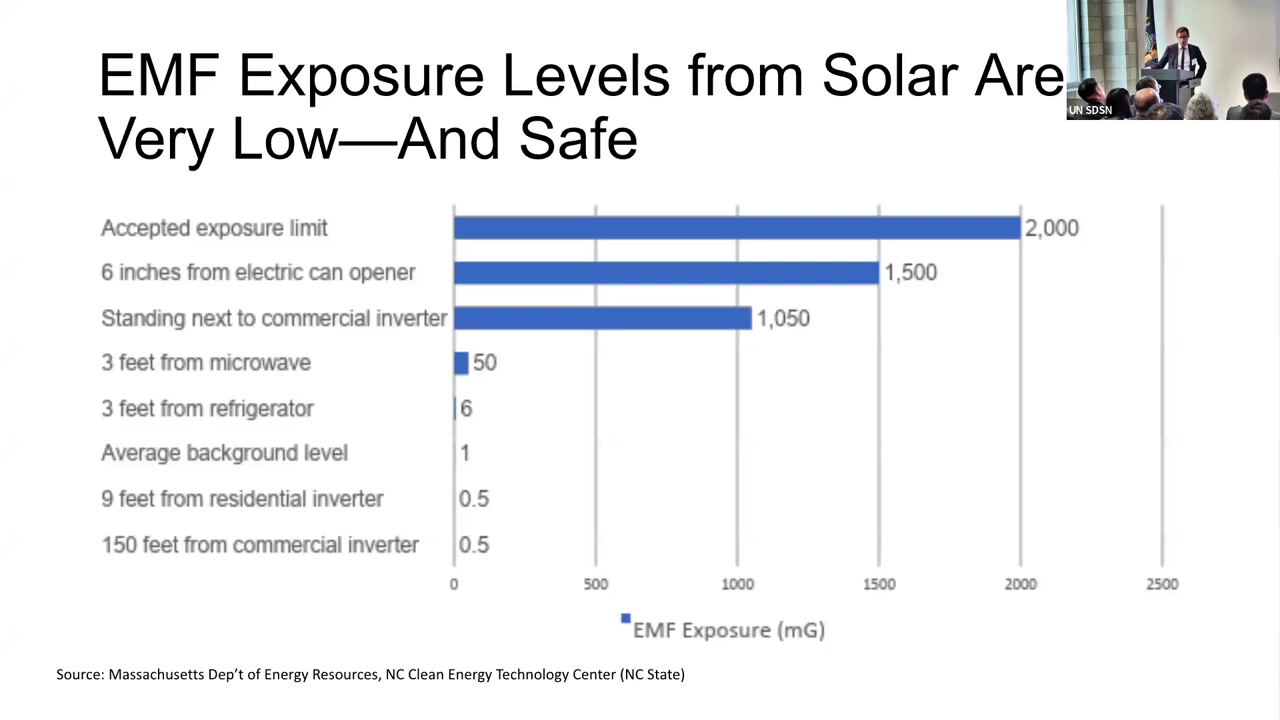 EMF Exposure Levels from Solar Are
Very Low—And Safe
UN SDSN
Accepted exposure limit 2,000
6 inches from electric can opener 1,500
Standing next to commercial inverter 1,050
3 feet from microwave 50
3 feet from refrigerator 6
Average background level 1
9 feet from residential inverter 0.5
150 feet from commercial inverter 0.5
0 500 1000 1500 2000 2500
EMF Exposure (mG)
Source: Massachusetts Dep’t of Energy Resources, NC Clean Energy Technology Center (NC State)